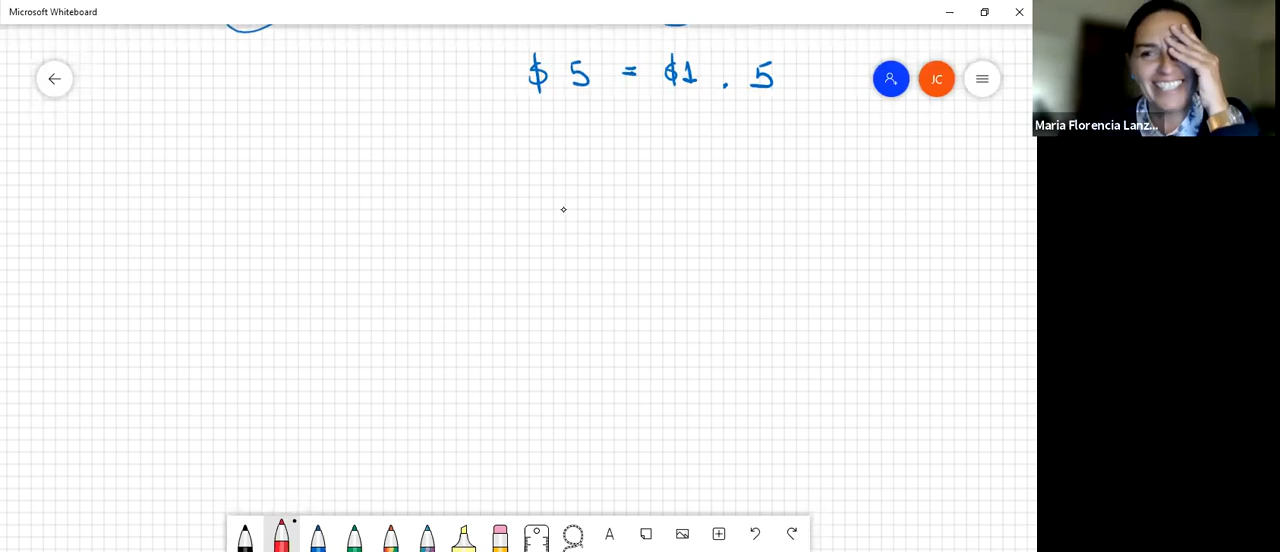 Microsoft Whiteboard
$ 5 = $1 . 5
JC
Maria Florencia Lanz...
A